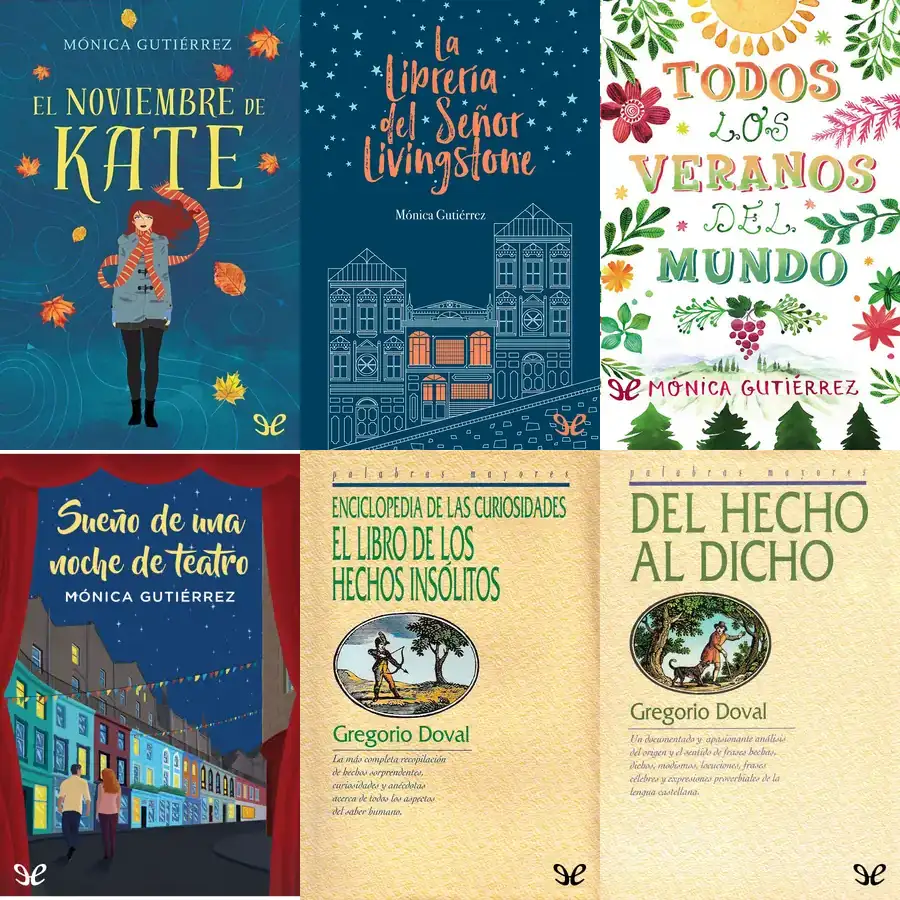 MÓNICA GUTIÉRREZ
EL NOVIEMBRE DE
KATE
La
Librería
del Señor
Livingstone
Mónica Gutiérrez
TODOS
LOS
VERANOS
DEL
MUNDO
MÓNICA GUTIÉRREZ
Sueño de una
noche de teatro
MÓNICA GUTIÉRREZ
palabras mayores
ENCICLOPEDIA DE LAS CURIOSIDADES
EL LIBRO DE LOS
HECHOS INSÓLITOS
Gregorio Doval
La más completa recopilación
de hechos sorprendentes,
curiosidades y anécdotas
acerca de todos los aspectos
del saber humano.
palabras mayores
DEL HECHO
AL DICHO
Gregorio Doval
Un documentado y apasionante análisis
del origen y el sentido de frases hechas,
dichos, modismos, locuciones, frases
célebres y expresiones proverbiales de la
lengua castellana.